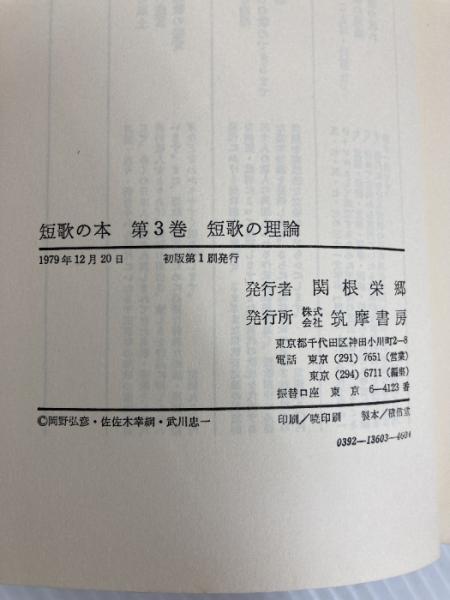 短歌の本 第3巻 短歌の理論
1979年12月20日 初版第1刷発行
発行者 関根栄郷
発行所 株式会社 筑摩書房
東京都千代田区神田小川町2-8
電話 東京(291)7651(営業)
東京(294)6711(編集)
振替口座 東京 6-4123番
©岡野弘彦・佐佐木幸綱・武川忠一
印刷/暁印刷 製本/積信堂
0392-13603-4604